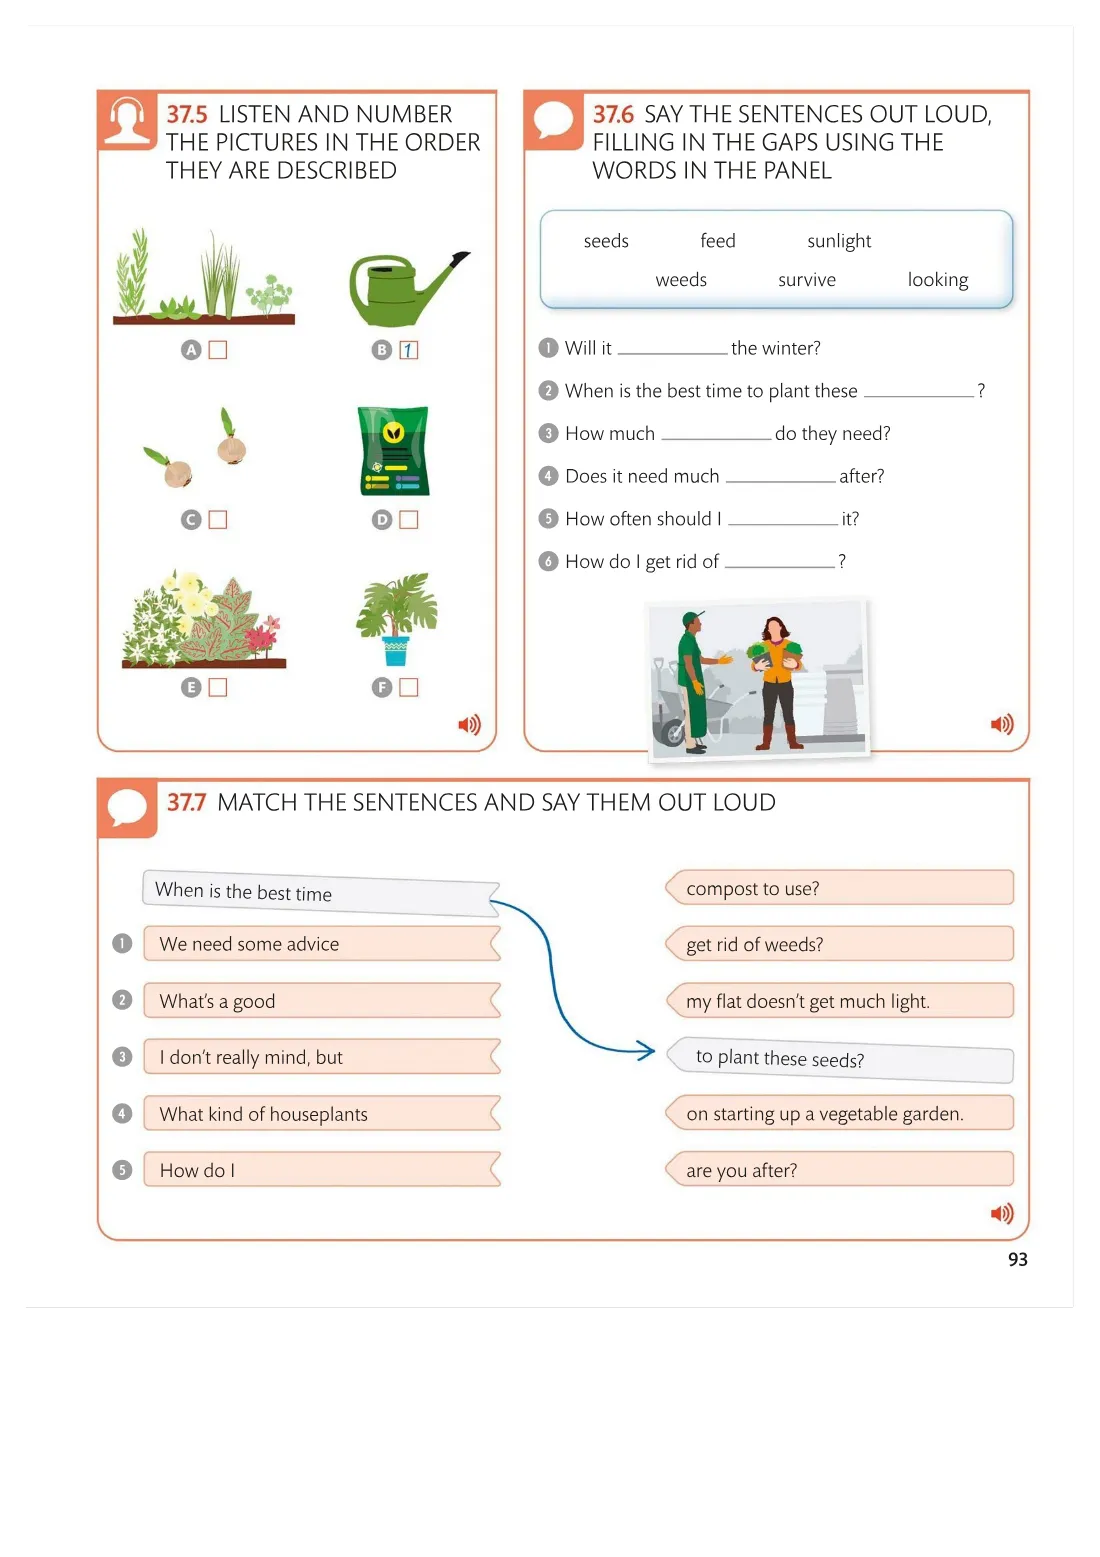 37.5 LISTEN AND NUMBER
THE PICTURES IN THE ORDER
THEY ARE DESCRIBED
A
B 1
C
D
E
F
37.6 SAY THE SENTENCES OUT LOUD,
FILLING IN THE GAPS USING THE
WORDS IN THE PANEL
seeds feed sunlight
weeds survive looking
1 Will it ____________ the winter?
2 When is the best time to plant these ____________ ?
3 How much ____________ do they need?
4 Does it need much ____________ after?
5 How often should I ____________ it?
6 How do I get rid of ____________ ?
37.7 MATCH THE SENTENCES AND SAY THEM OUT LOUD
When is the best time
1 We need some advice
2 What's a good
3 I don't really mind, but
4 What kind of houseplants
5 How do I
compost to use?
get rid of weeds?
my flat doesn't get much light.
to plant these seeds?
on starting up a vegetable garden.
are you after?
93